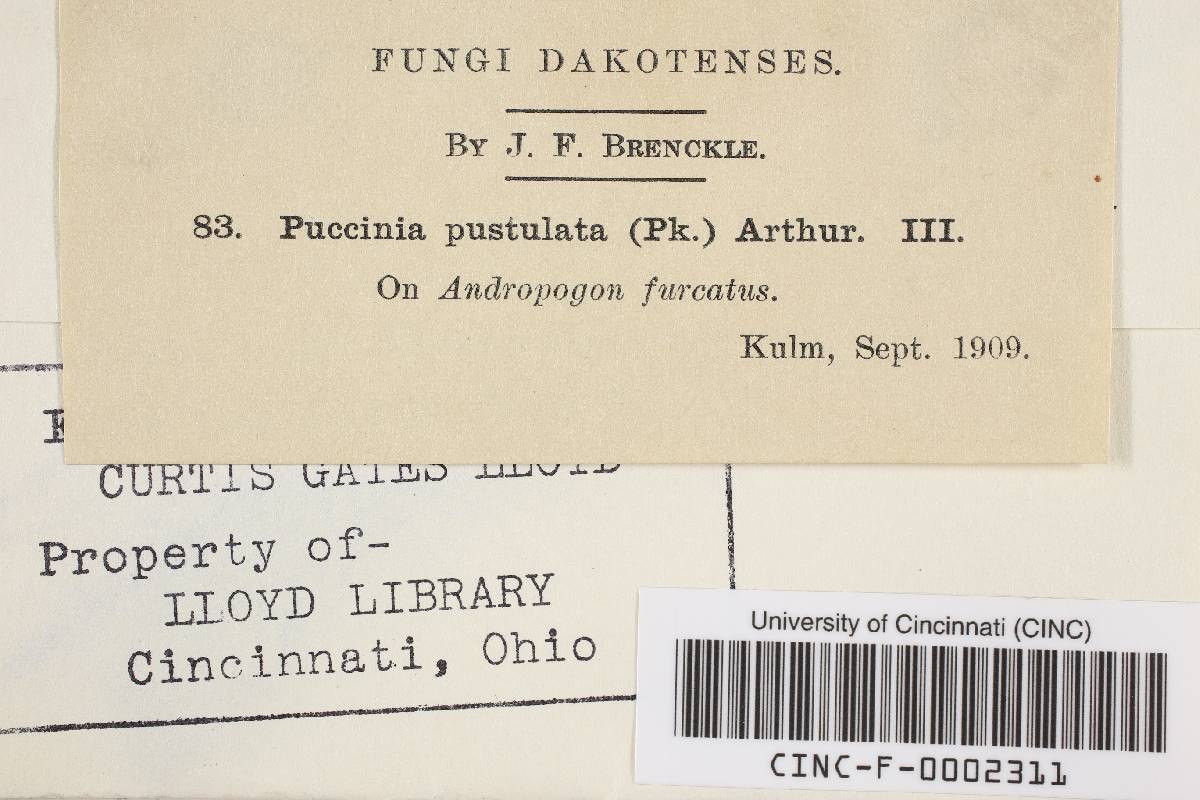 FUNGI DAKOTENSES.
BY J. F. BRENCKLE.
83. Puccinia pustulata (Pk.) Arthur. III.
On Andropogon furcatus.
Kulm, Sept. 1909.
CURTIS GATES LLOYD
Property of-
LLOYD LIBRARY
Cincinnati, Ohio
University of Cincinnati (CINC)
CINC-F-0002311